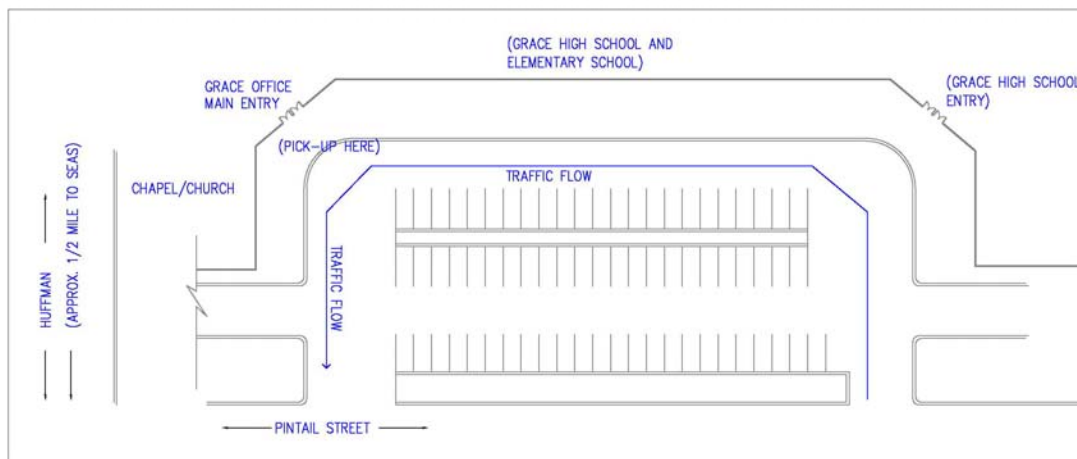 (GRACE HIGH SCHOOL AND
ELEMENTARY SCHOOL)
GRACE OFFICE
MAIN ENTRY
(GRACE HIGH SCHOOL
ENTRY)
(PICK-UP HERE)
TRAFFIC FLOW
CHAPEL/CHURCH
TRAFFIC FLOW
HUFFMAN
(APPROX. 1/2 MILE TO SEAS)
PINTAIL STREET